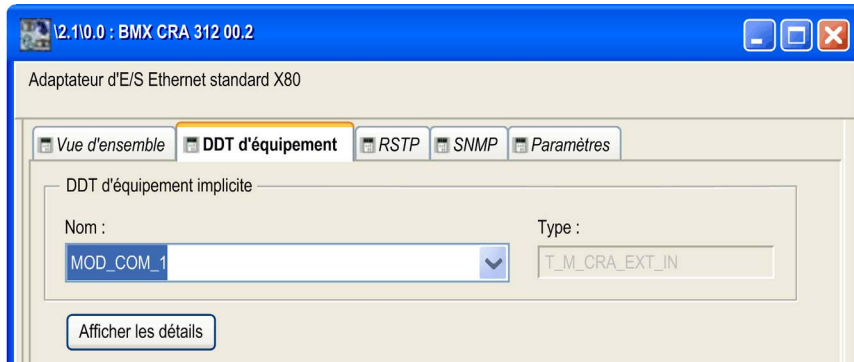 \2.1\0.0 : BMX CRA 312 00.2
Adaptateur d'E/S Ethernet standard X80
Vue d'ensemble DDT d'équipement RSTP SNMP Paramètres
DDT d'équipement implicite
Nom : Type :
MOD_COM_1 T_M_CRA_EXT_IN
Afficher les détails